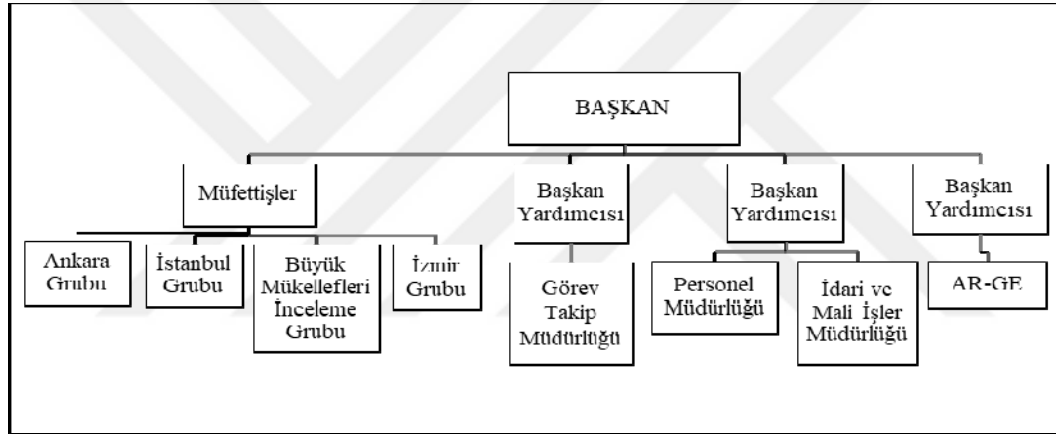 BAŞKAN
Müfettişler
Başkan
Yardımcısı
Başkan
Yardımcısı
Başkan
Yardımcısı
Ankara
Grubu
İstanbul
Grubu
Büyük
Mükellefleri
İnceleme
Grubu
İzmir
Grubu
Görev
Takip
Müdürlüğü
Personel
Müdürlüğü
İdari ve
Mali İşler
Müdürlüğü
AR-GE